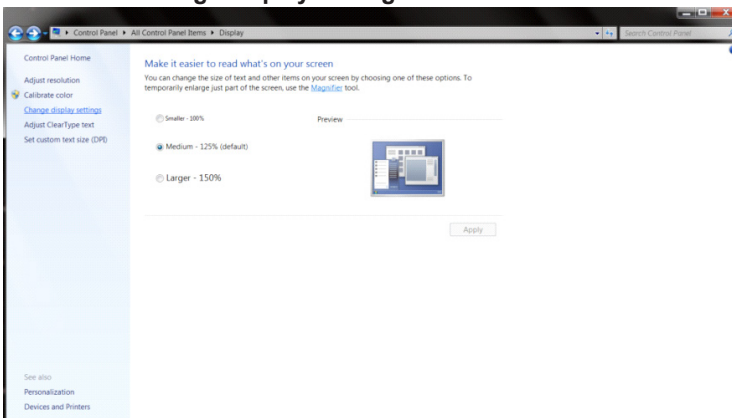 Control Panel ▸ All Control Panel Items ▸ Display
Search Control Panel
Control Panel Home
Adjust resolution
Calibrate color
Change display settings
Adjust ClearType text
Set custom text size (DPI)
Make it easier to read what's on your screen
You can change the size of text and other items on your screen by choosing one of these options. To
temporarily enlarge just part of the screen, use the Magnifier tool.
Smaller - 100%
Preview
Medium - 125% (default)
Larger - 150%
Apply
See also
Personalization
Devices and Printers